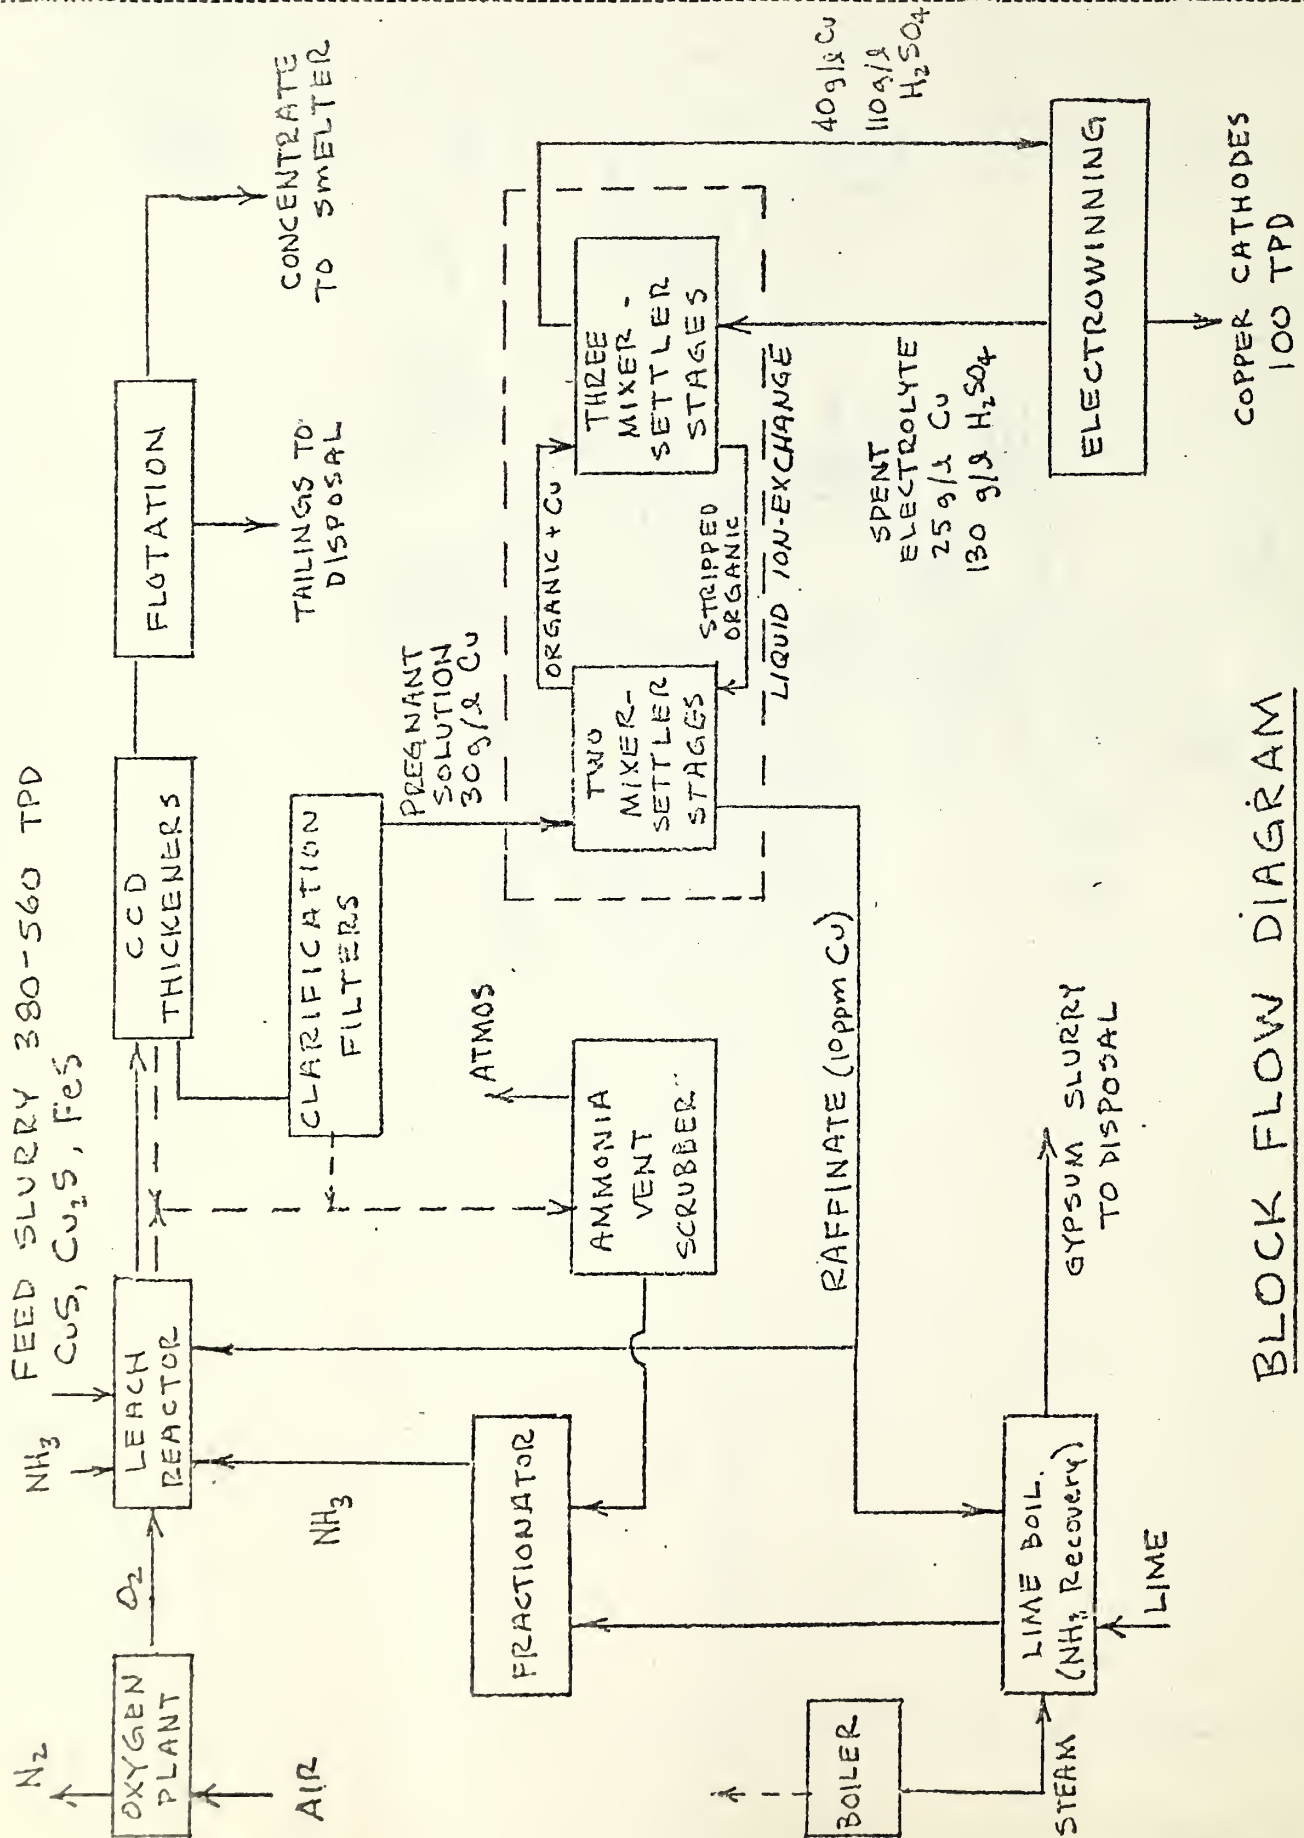 N2
OXYGEN
PLANT
AIR
O2
NH3
FEED SLURRY 380-560 TPD
CuS, Cu2S, FeS
LEACH
REACTOR
NH3
CCD
THICKENERS
FLOTATION
CONCENTRATE
TO SMELTER
TAILINGS TO
DISPOSAL
CLARIFICATION
FILTERS
PREGNANT
SOLUTION
30g/l Cu
ATMOS
AMMONIA
VENT
SCRUBBER
FRACTIONATOR
TWO
MIXER-
SETTLER
STAGES
ORGANIC + Cu
STRIPPED
ORGANIC
THREE
MIXER-
SETTLER
STAGES
LIQUID ION-EXCHANGE
40g/l Cu
110g/l
H2SO4
SPENT
ELECTROLYTE
25g/l Cu
130 g/l H2SO4
ELECTROWINNING
COPPER CATHODES
100 TPD
RAFFINATE (10ppm Cu)
BOILER
STEAM
LIME BOIL.
(NH3 Recovery)
LIME
GYPSUM SLURRY
TO DISPOSAL
BLOCK FLOW DIAGRAM